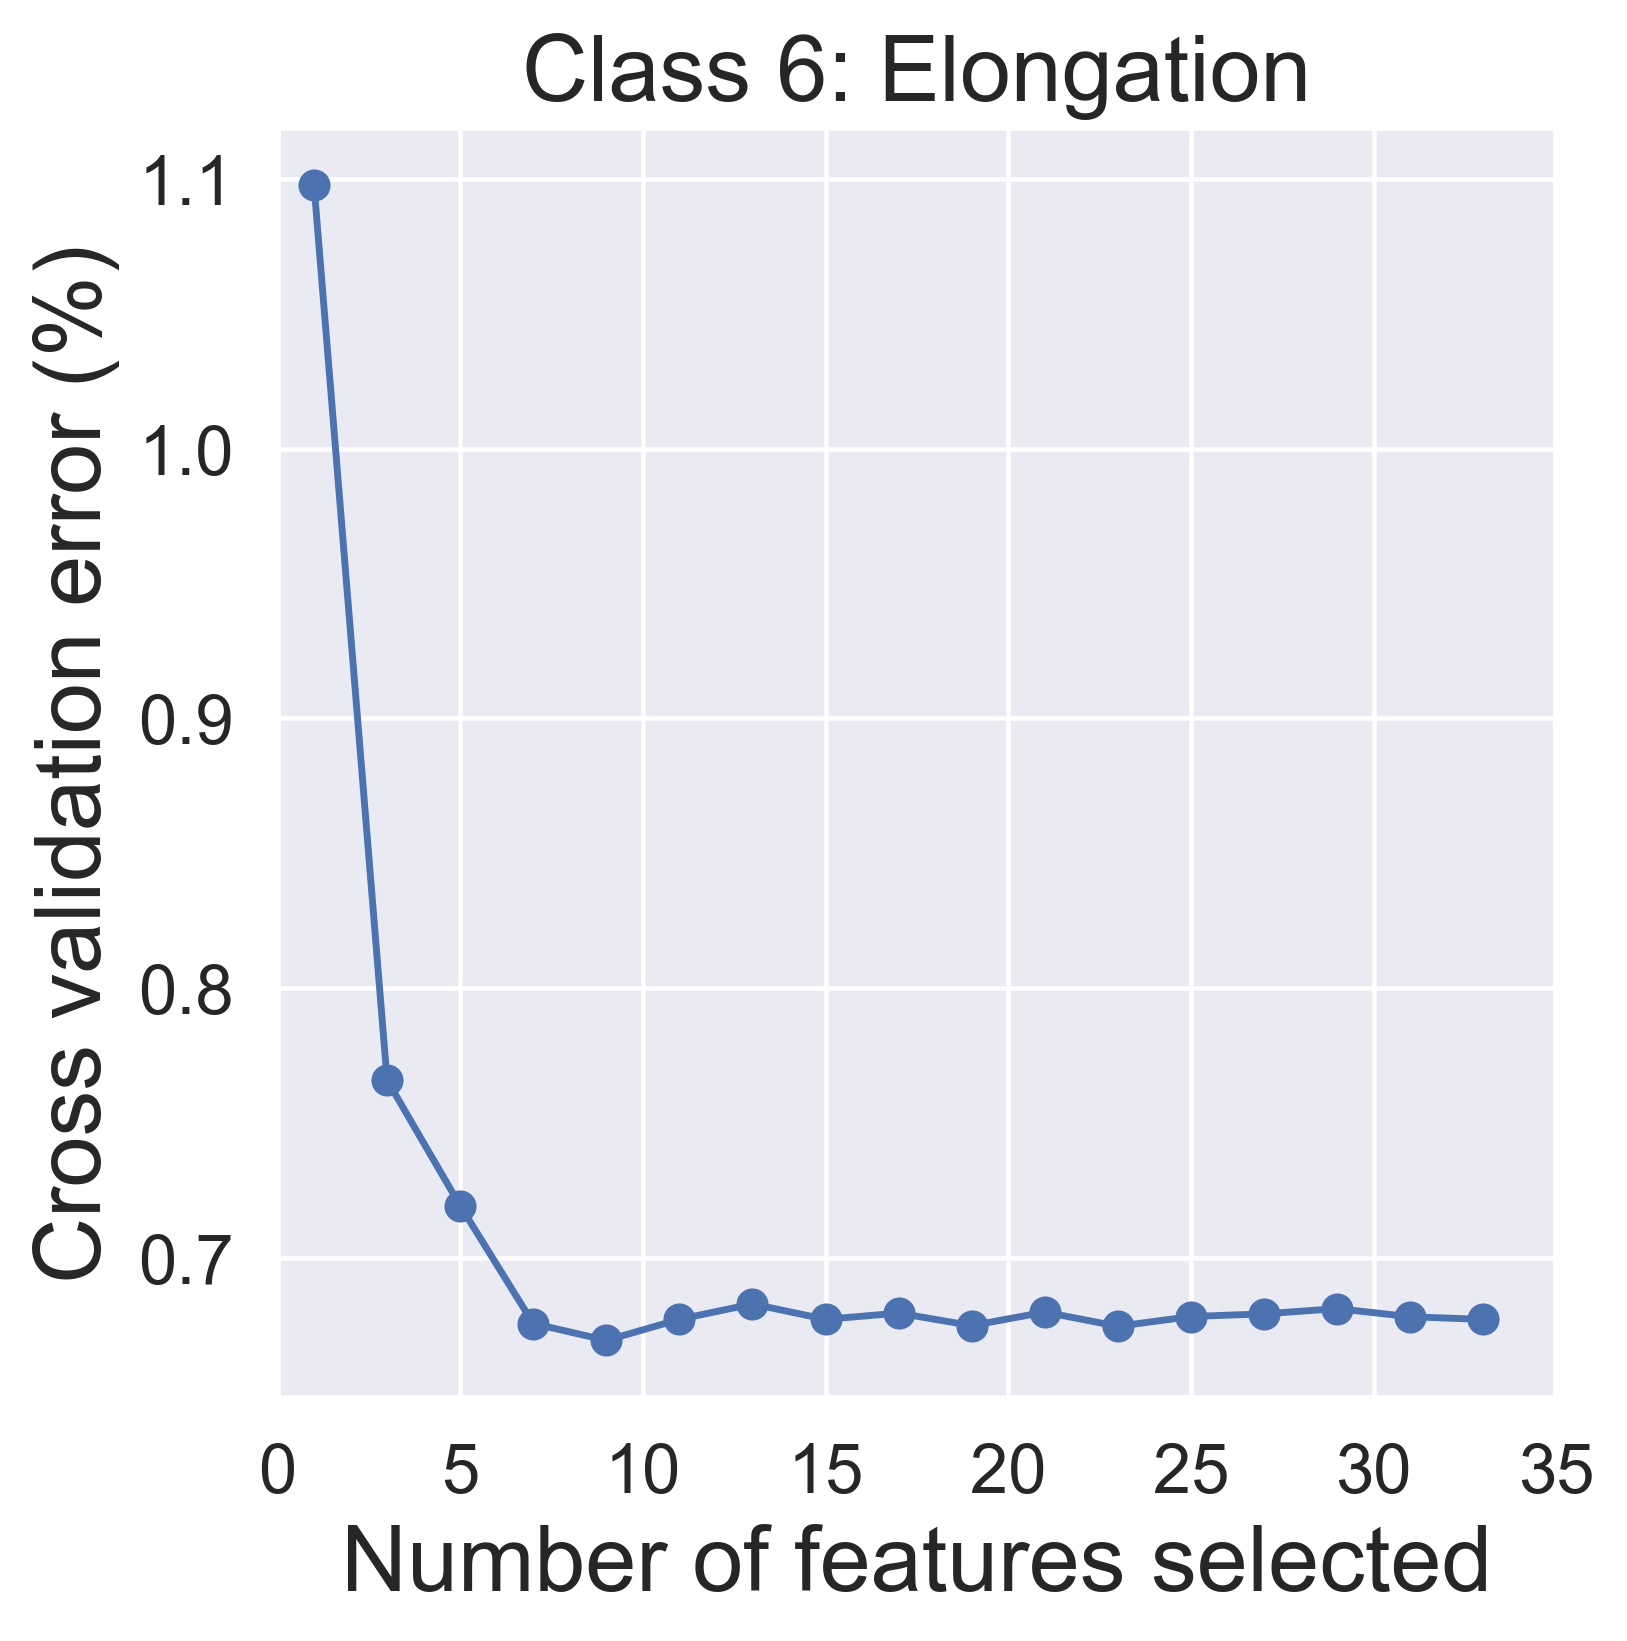 Class 6: Elongation
Cross validation error (%)
1.1
1.0
0.9
0.8
0.7
0 5 10 15 20 25 30 35
Number of features selected